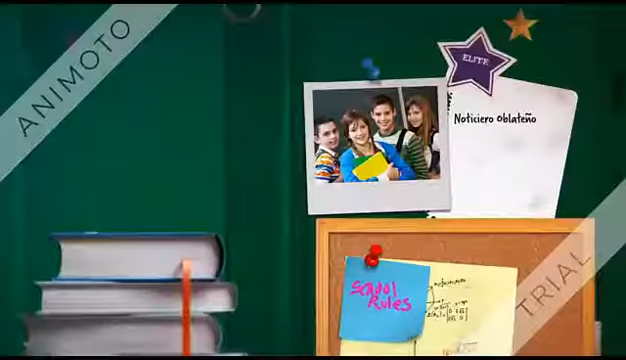 ANIMOTO
ELITE
Noticiero Oblateño
School
Rules
TRIAL